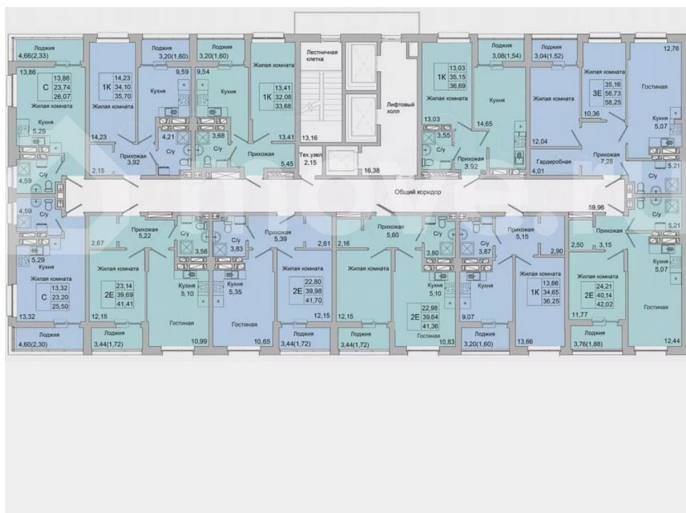 Лоджия
4,66(2,33)
13,86
С
13,86
23,74
26,07
Жилая комната
Кухня
5,29
4,59
С/у
1К
14,23
34,10
35,70
Жилая комната
14,23
2,15
Прихожая
3,92
Лоджия
3,20(1,60)
9,59
Кухня
4,21
С/у
Лоджия
3,20(1,60)
9,54
Кухня
3,68
С/у
1К
13,41
32,08
33,68
Жилая комната
13,41
Прихожая
5,45
Лестничная
клетка
13,16
Тех.узел
2,15
16,38
Лифтовый
холл
1К
13,03
35,15
36,69
Жилая комната
13,03
3,55
С/у
Прихожая
3,92
Лоджия
3,08(1,54)
Кухня
14,65
Лоджия
3,04(1,52)
Жилая комната
12,04
Гардеробная
4,01
3Е
35,16
56,73
58,25
Жилая комната
10,36
Прихожая
7,28
12,76
Гостиная
Кухня
5,07
5,21
С/у
Общий коридор
59,96
4,59
С/у
5,29
Кухня
С
13,32
23,20
25,50
Жилая комната
13,32
Лоджия
4,60(2,30)
2,67
Прихожая
5,22
С/у
3,56
Жилая комната
2Е
23,14
39,69
41,41
12,15
Лоджия
3,44(1,72)
Кухня
5,10
Гостиная
10,99
С/у
3,83
Прихожая
5,39
2,61
Кухня
5,35
Гостиная
10,65
Жилая комната
2Е
22,80
39,98
41,70
12,15
Лоджия
3,44(1,72)
2,16
Прихожая
5,60
С/у
3,80
Жилая комната
12,15
Лоджия
3,44(1,72)
Кухня
5,10
2Е
22,98
39,64
41,36
Гостиная
10,83
С/у
3,87
Прихожая
5,15
2,90
Кухня
9,07
Лоджия
3,20(1,60)
Жилая комната
1К
13,66
34,65
36,25
13,66
2,50
Прихожая
3,15
Жилая комната
2Е
24,21
40,14
42,02
11,77
Лоджия
3,76(1,88)
С/у
5,21
Кухня
5,07
Гостиная
12,44